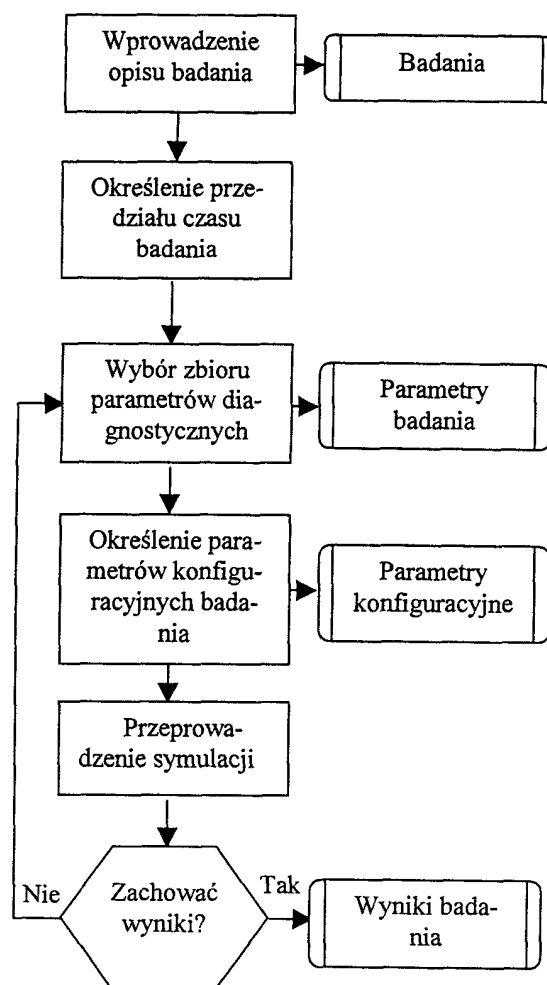 Wprowadzenie
opisu badania
Badania
Określenie prze-
działu czasu
badania
Wybór zbioru
parametrów dia-
gnostycznych
Parametry
badania
Określenie para-
metrów konfigu-
racyjnych bada-
nia
Parametry
konfiguracyjne
Przeprowa-
dzenie symulacji
Nie
Zachować
wyniki?
Tak
Wyniki bada-
nia